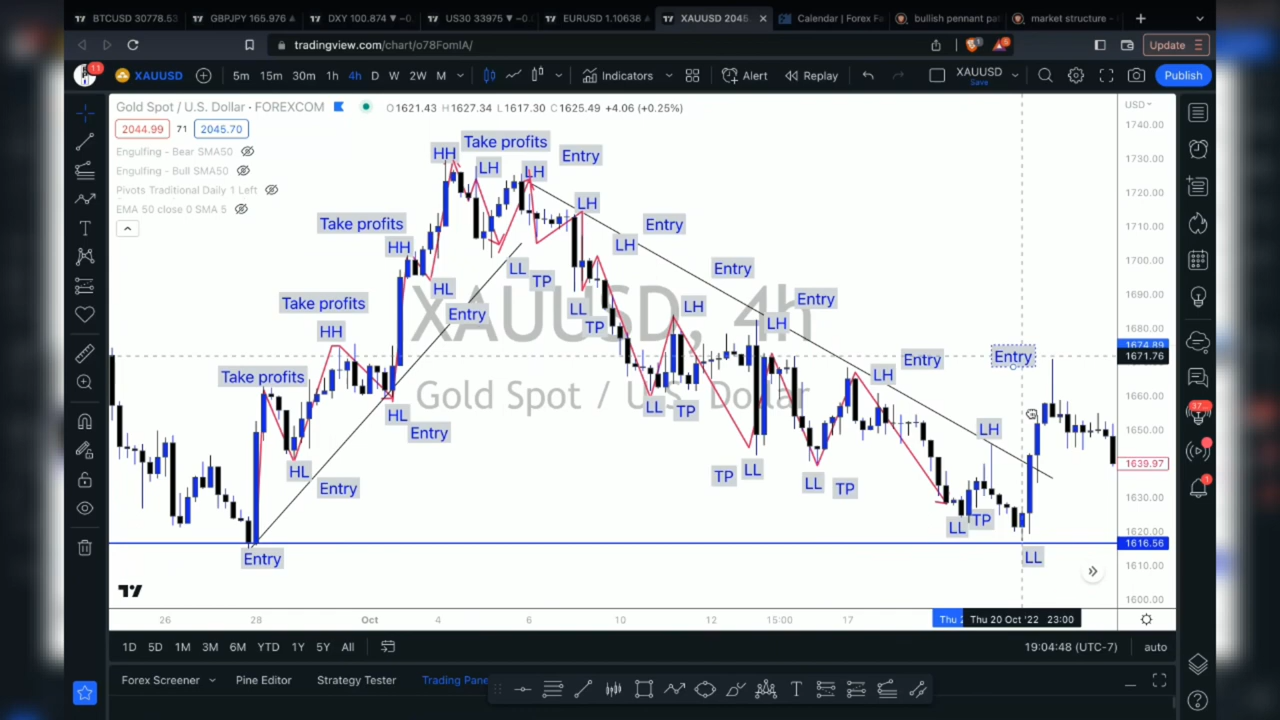 BTCUSD 30778.53
GBPJPY 165.976
DXY 100.874
US30 33975
EURUSD 1.10638
XAUUSD 2045
Calendar | Forex Fa
bullish pennant pa
market structure -
tradingview.com/chart/o78FomIA/
Update
11
XAUUSD
5m 15m 30m 1h 4h D W 2W M
Indicators
Alert
Replay
XAUUSD
Save
Publish
Gold Spot / U.S. Dollar · FOREXCOM
O1621.43 H1627.34 L1617.30 C1625.49 +4.06 (+0.25%)
USD
2044.99 71 2045.70
Engulfing - Bear SMA50
Engulfing - Bull SMA50
Pivots Traditional Daily 1 Left
EMA 50 close 0 SMA 5
XAUUSD, 4h
Gold Spot / U.S. Dollar
HH
Take profits
LH
LH
Entry
Take profits
HH
LH
Entry
LH
HL
LL
TP
Entry
Take profits
HH
Entry
LL
TP
LH
Entry
LH
Take profits
Entry
Entry
LH
HL
Entry
LL
TP
LH
HL
Entry
TP
LL
LL
TP
LL
TP
Entry
LL
1740.00
1730.00
1720.00
1710.00
1700.00
1690.00
1680.00
1674.89
1671.76
1660.00
1650.00
1639.97
1630.00
1620.00
1616.56
1610.00
1600.00
26 28 Oct 4 6 10 12 15:00 17
Thu 2
Thu 20 Oct '22 23:00
1D 5D 1M 3M 6M YTD 1Y 5Y All
19:04:48 (UTC-7)
auto
Forex Screener
Pine Editor
Strategy Tester
Trading Pane
37
1